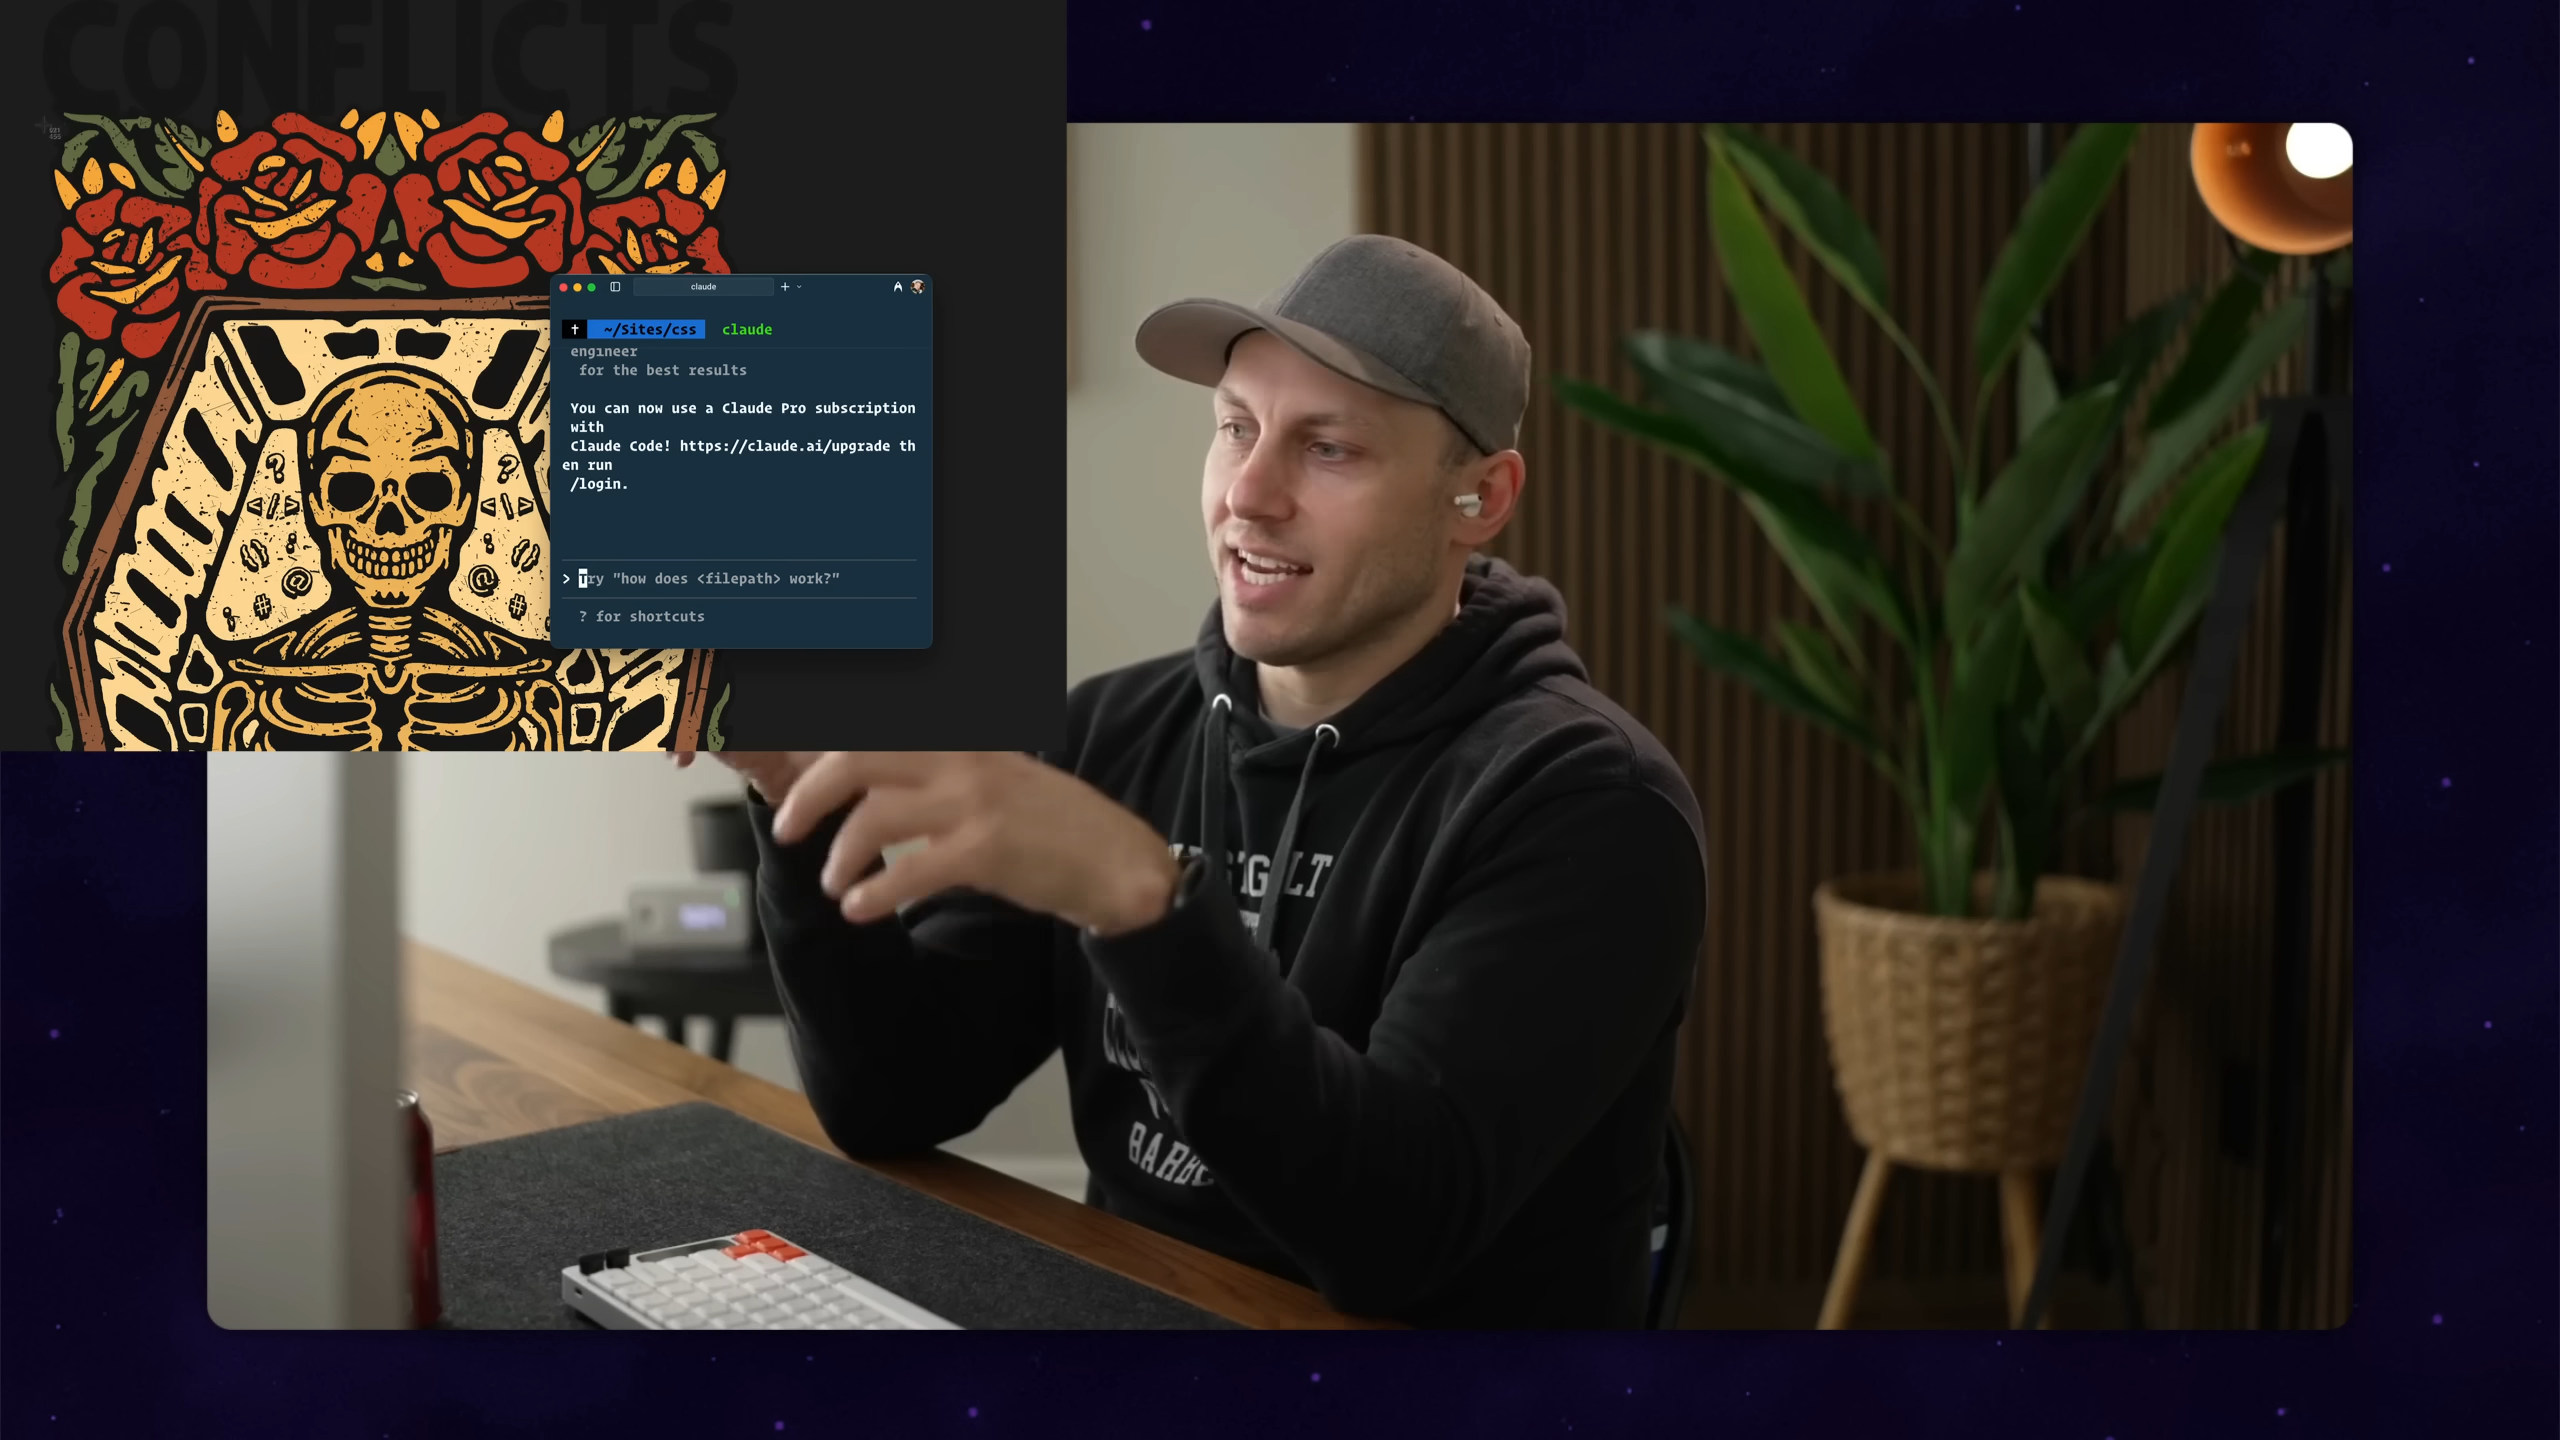 CONFLICTS
claude
~/Sites/css claude
engineer
for the best results
You can now use a Claude Pro subscription
with
Claude Code! https://claude.ai/upgrade th
en run
/login.
> Try "how does <filepath> work?"
? for shortcuts